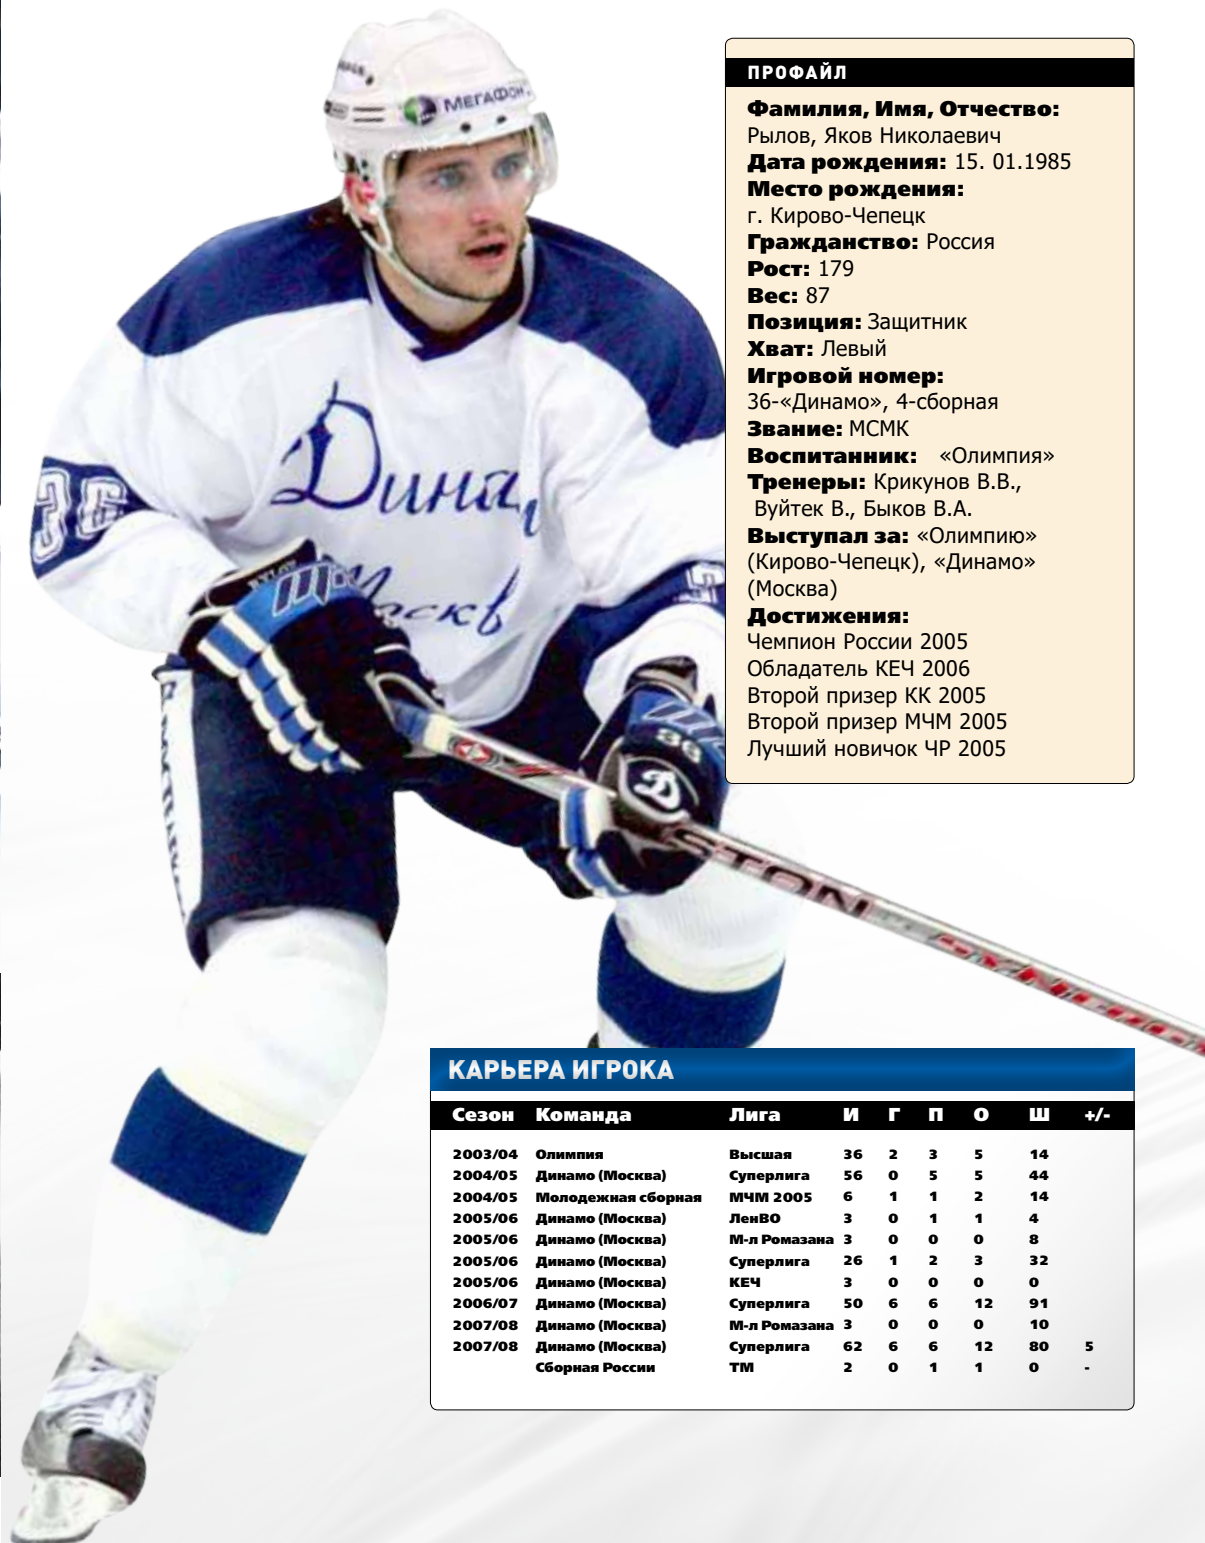 МЕГАФОН
ПРОФАЙЛ
Фамилия, Имя, Отчество:
Рылов, Яков Николаевич
Дата рождения: 15. 01.1985
Место рождения:
г. Кирово-Чепецк
Гражданство: Россия
Рост: 179
Вес: 87
Позиция: Защитник
Хват: Левый
Игровой номер:
36-«Динамо», 4-сборная
Звание: МСМК
Воспитанник: «Олимпия»
Тренеры: Крикунов В.В.,
Вуйтек В., Быков В.А.
Выступал за: «Олимпию»
(Кирово-Чепецк), «Динамо»
(Москва)
Достижения:
Чемпион России 2005
Обладатель КЕЧ 2006
Второй призер КК 2005
Второй призер МЧМ 2005
Лучший новичок ЧР 2005
36
Динам
Москв
3
36
Д
STON
SYNERGY
КАРЬЕРА ИГРОКА
Сезон Команда Лига И Г П О Ш +/-
2003/04 Олимпия Высшая 36 2 3 5 14
2004/05 Динамо (Москва) Суперлига 56 0 5 5 44
2004/05 Молодежная сборная МЧМ 2005 6 1 1 2 14
2005/06 Динамо (Москва) ЛенВО 3 0 1 1 4
2005/06 Динамо (Москва) М-л Ромазана 3 0 0 0 8
2005/06 Динамо (Москва) Суперлига 26 1 2 3 32
2005/06 Динамо (Москва) КЕЧ 3 0 0 0 0
2006/07 Динамо (Москва) Суперлига 50 6 6 12 91
2007/08 Динамо (Москва) М-л Ромазана 3 0 0 0 10
2007/08 Динамо (Москва) Суперлига 62 6 6 12 80 5
Сборная России ТМ 2 0 1 1 0 -